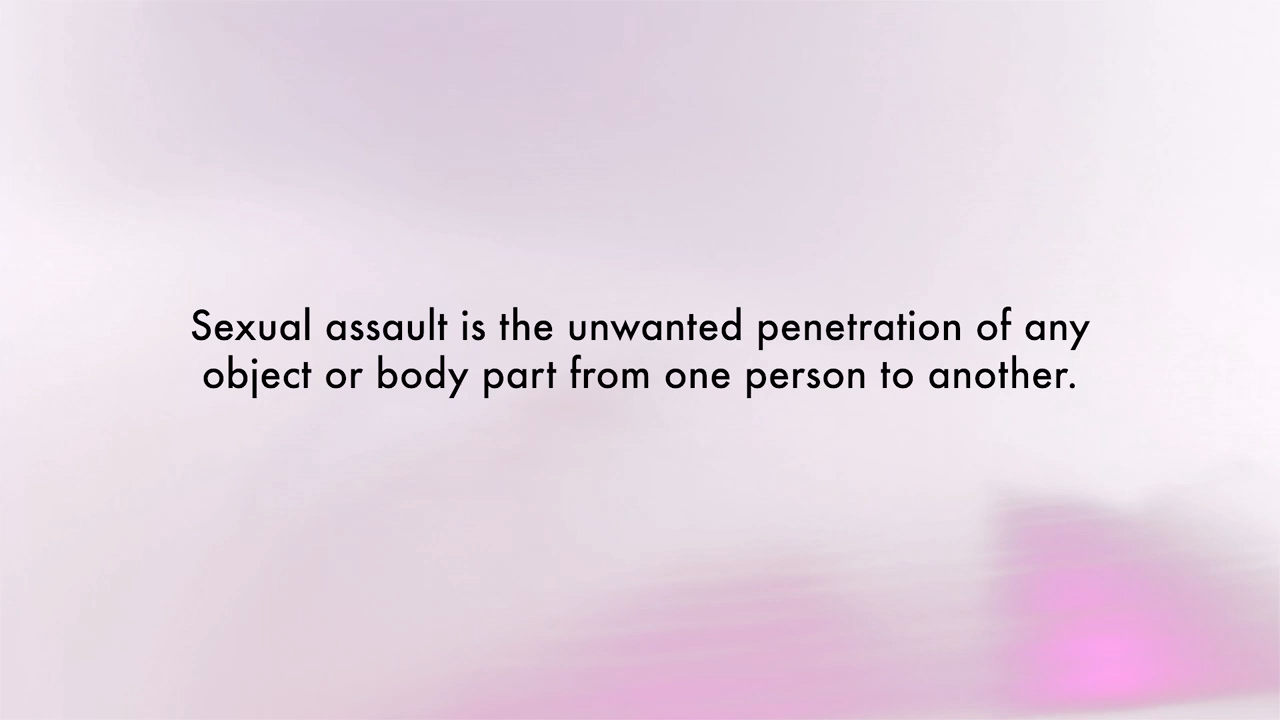 Sexual assault is the unwanted penetration of any
object or body part from one person to another.